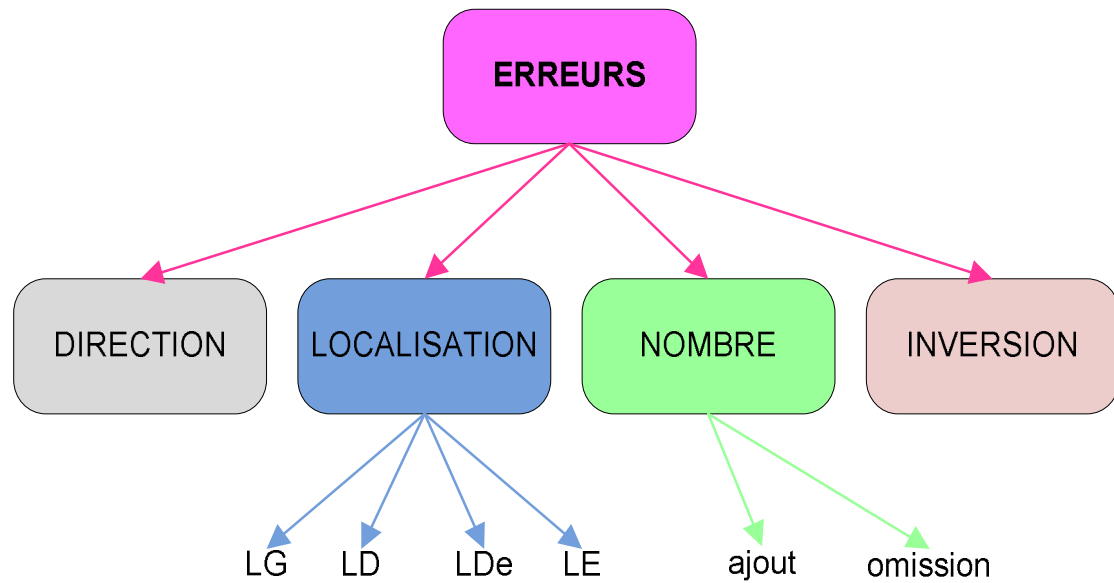 ERREURS
DIRECTION
LOCALISATION
NOMBRE
INVERSION
LG
LD
LDe
LE
ajout
omission